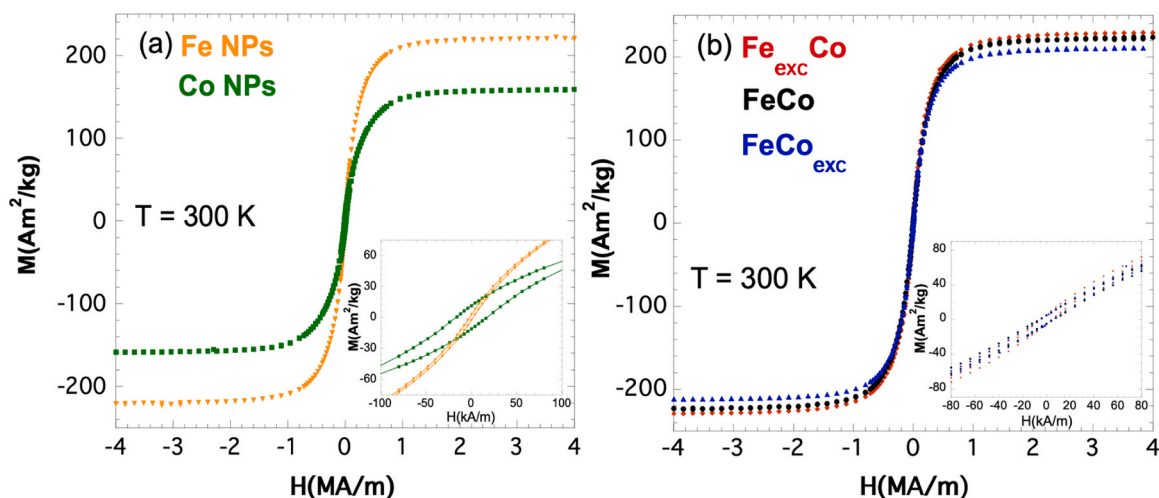 (a) Fe NPs
Co NPs
T = 300 K
M(Am²/kg)
200
100
0
-100
-200
-4 -3 -2 -1 0 1 2 3 4
H(MA/m)
M(Am²/kg)
60
30
0
-30
-60
-100 -50 0 50 100
H(kA/m)
(b) Fe_exc Co
FeCo
FeCo_exc
T = 300 K
M(Am²/kg)
200
100
0
-100
-200
-4 -3 -2 -1 0 1 2 3 4
H(MA/m)
M(Am²/kg)
80
40
0
-40
-80
-80 -60 -40 -20 0 20 40 60 80
H(kA/m)